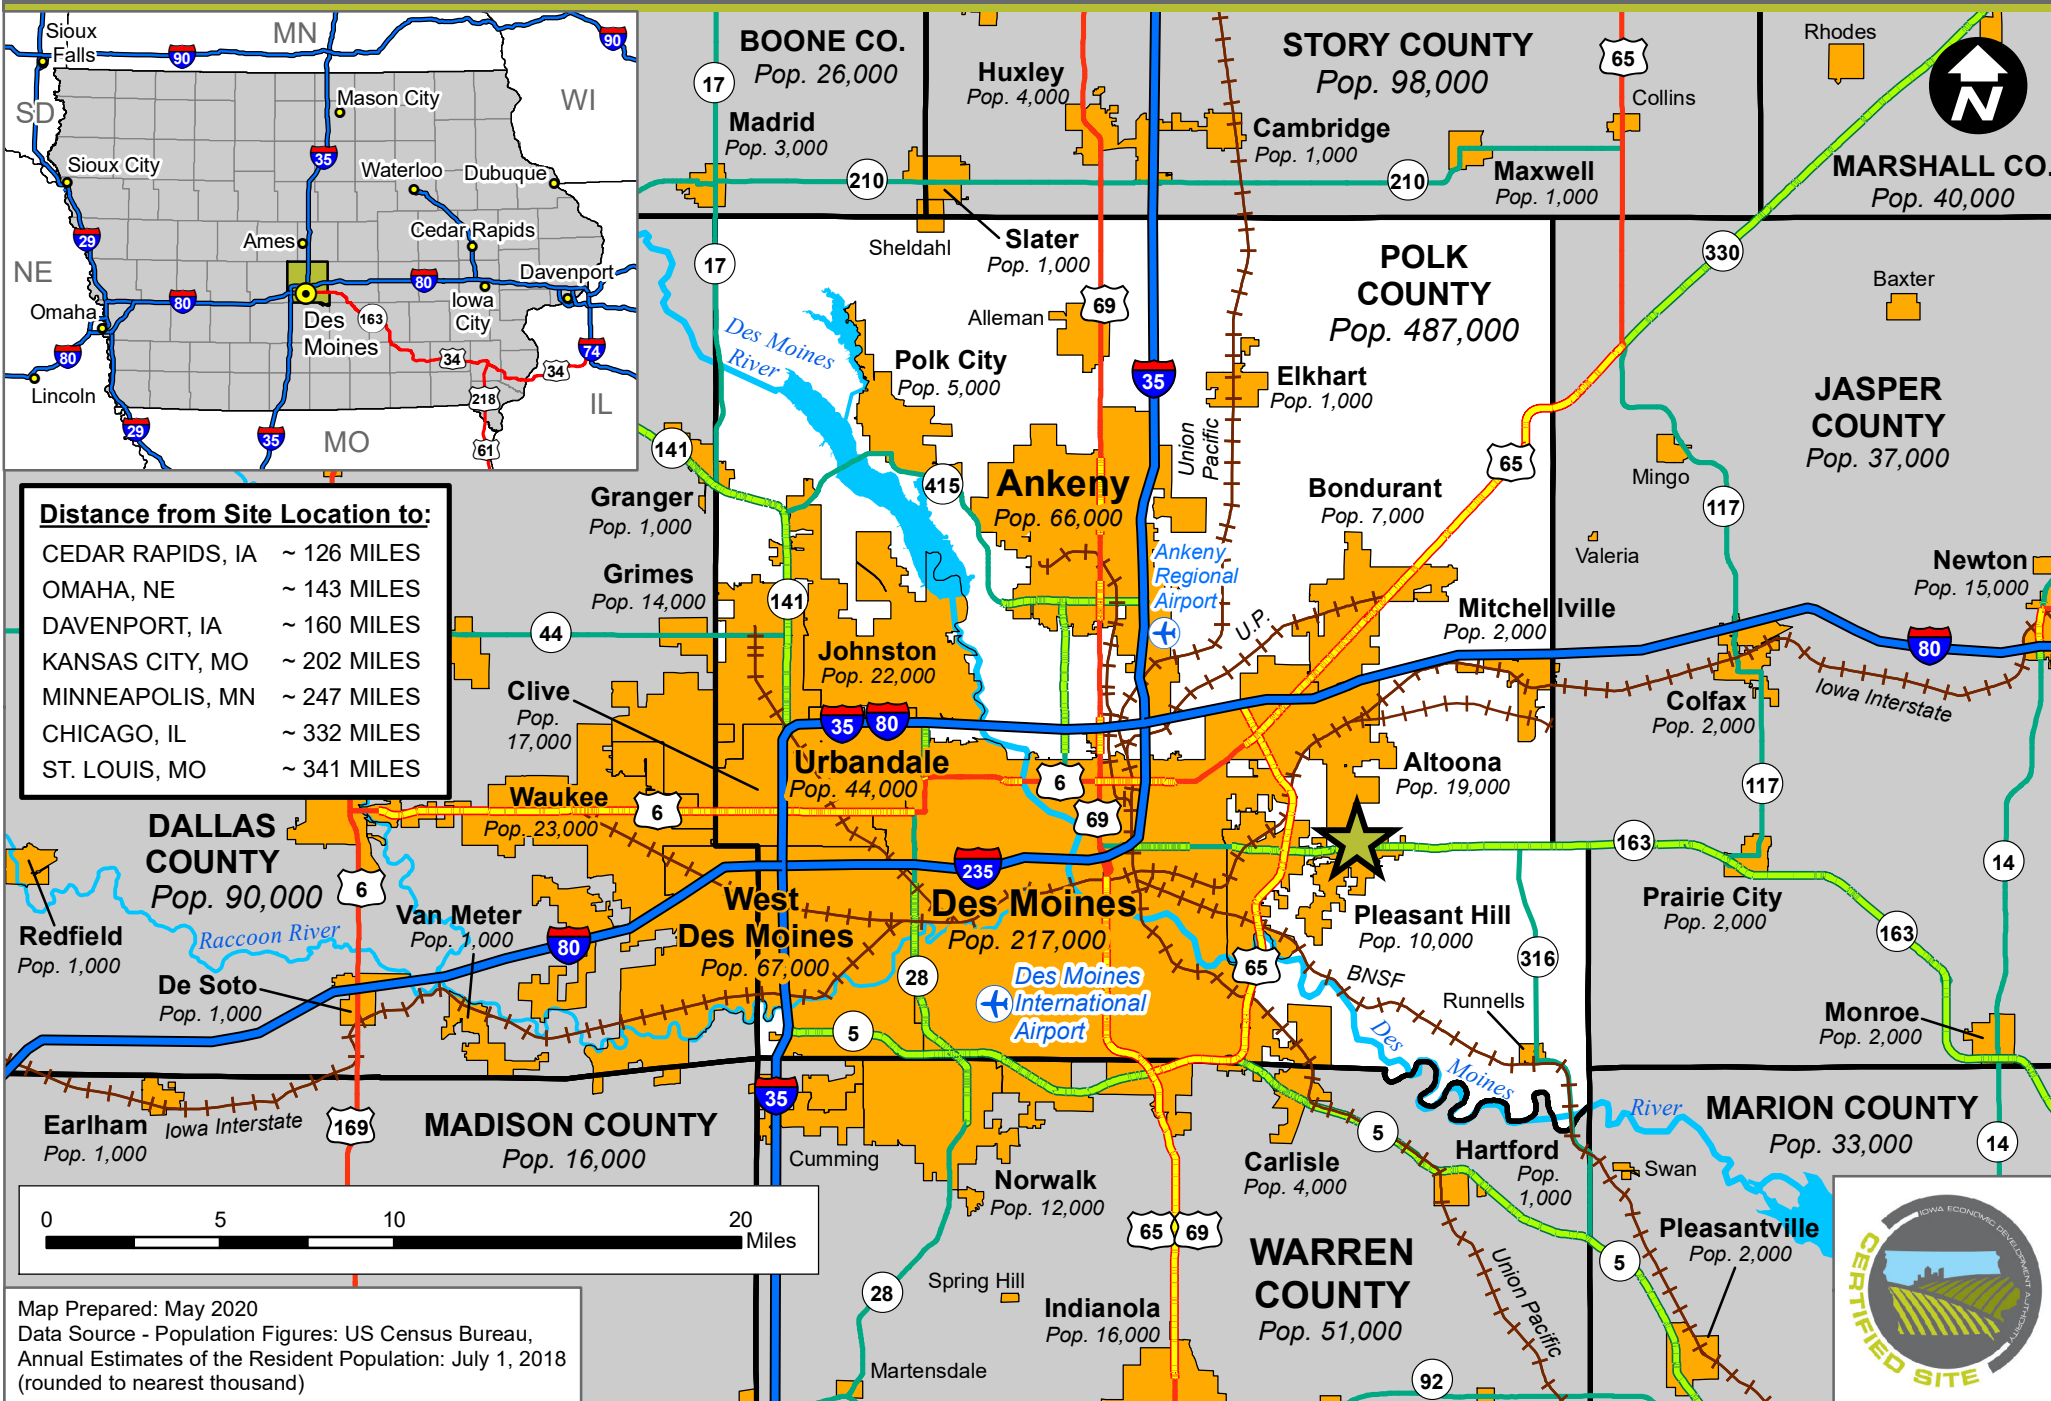 Sioux
Falls
MN
90
90
SD
WI
Mason City
35
Sioux City
Waterloo
Dubuque
29
Ames
Cedar Rapids
NE
80
80
Davenport
Omaha
Iowa
City
163
Des
Moines
80
34
34
74
Lincoln
218
IL
29
35
MO
61
Distance from Site Location to:
CEDAR RAPIDS, IA ~ 126 MILES
OMAHA, NE ~ 143 MILES
DAVENPORT, IA ~ 160 MILES
KANSAS CITY, MO ~ 202 MILES
MINNEAPOLIS, MN ~ 247 MILES
CHICAGO, IL ~ 332 MILES
ST. LOUIS, MO ~ 341 MILES
BOONE CO.
Pop. 26,000
17
Huxley
Pop. 4,000
STORY COUNTY
Pop. 98,000
65
Rhodes
N
Collins
Madrid
Pop. 3,000
Cambridge
Pop. 1,000
210
210
Maxwell
Pop. 1,000
MARSHALL CO.
Pop. 40,000
Sheldahl
Slater
Pop. 1,000
17
POLK
COUNTY
Pop. 487,000
330
Baxter
Alleman
69
Des Moines
River
Polk City
Pop. 5,000
35
Elkhart
Pop. 1,000
JASPER
COUNTY
Pop. 37,000
141
Union
Pacific
65
Mingo
Granger
Pop. 1,000
415
Ankeny
Pop. 66,000
Bondurant
Pop. 7,000
117
Valeria
Newton
Pop. 15,000
Ankeny
Regional
Airport
Grimes
Pop. 14,000
141
44
U.P.
Mitchellville
Pop. 2,000
80
Johnston
Pop. 22,000
Clive
Pop.
17,000
35
80
Colfax
Pop. 2,000
Iowa Interstate
Urbandale
Pop. 44,000
6
Altoona
Pop. 19,000
117
Waukee
Pop. 23,000
6
69
DALLAS
COUNTY
Pop. 90,000
6
235
163
14
Redfield
Pop. 1,000
Raccoon River
Van Meter
Pop. 1,000
80
West
Des Moines
Pop. 67,000
Des Moines
Pop. 217,000
Pleasant Hill
Pop. 10,000
Prairie City
Pop. 2,000
163
De Soto
Pop. 1,000
28
Des Moines
International
Airport
65
BNSF
316
Runnells
5
Monroe
Pop. 2,000
Des
Moines
River
35
Earlham
Pop. 1,000
Iowa Interstate
169
MADISON COUNTY
Pop. 16,000
Cumming
Norwalk
Pop. 12,000
Carlisle
Pop. 4,000
5
Hartford
Pop.
1,000
Swan
MARION COUNTY
Pop. 33,000
14
0 5 10 20
Miles
65
69
WARREN
COUNTY
Pop. 51,000
Union Pacific
5
Pleasantville
Pop. 2,000
Spring Hill
28
Indianola
Pop. 16,000
Martensdale
92
Map Prepared: May 2020
Data Source - Population Figures: US Census Bureau,
Annual Estimates of the Resident Population: July 1, 2018
(rounded to nearest thousand)
IOWA ECONOMIC DEVELOPMENT AUTHORITY
CERTIFIED SITE